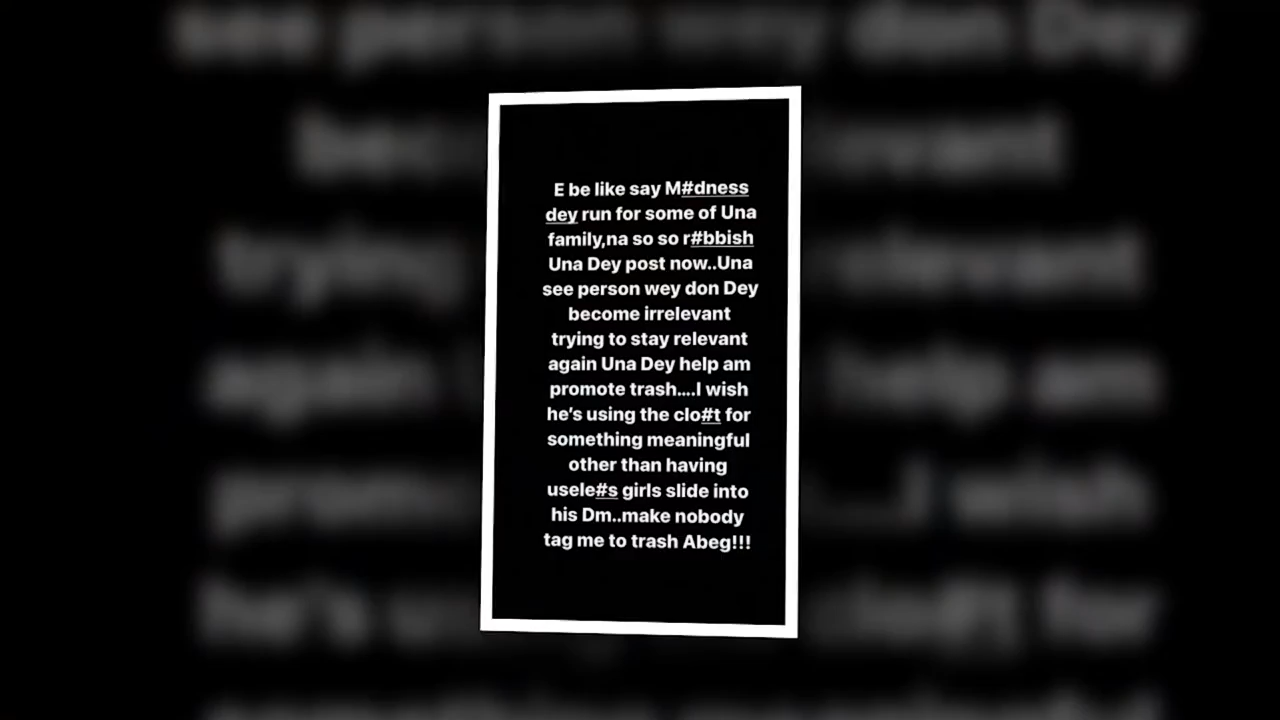 E be like say M#dness
dey run for some of Una
family,na so so r#bbish
Una Dey post now..Una
see person wey don Dey
become irrelevant
trying to stay relevant
again Una Dey help am
promote trash....I wish
he's using the clo#t for
something meaningful
other than having
usele#s girls slide into
his Dm..make nobody
tag me to trash Abeg!!!